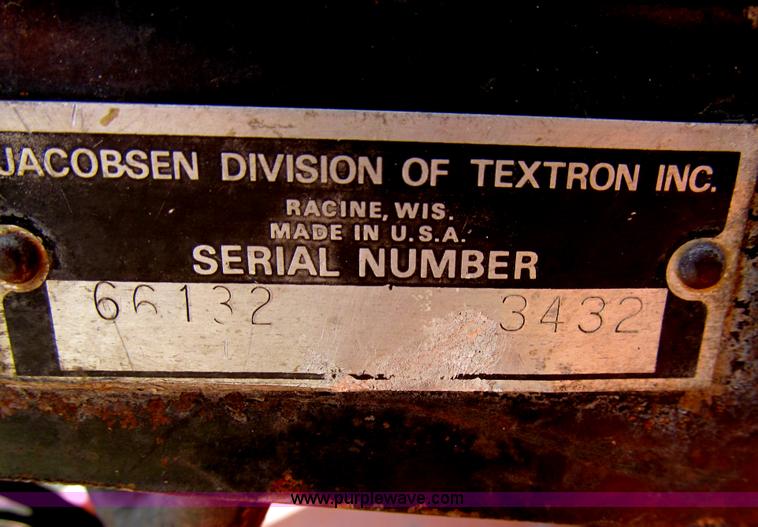 JACOBSEN DIVISION OF TEXTRON INC.
RACINE, WIS.
MADE IN U.S.A.
SERIAL NUMBER
66132 3432
www.purplewave.com